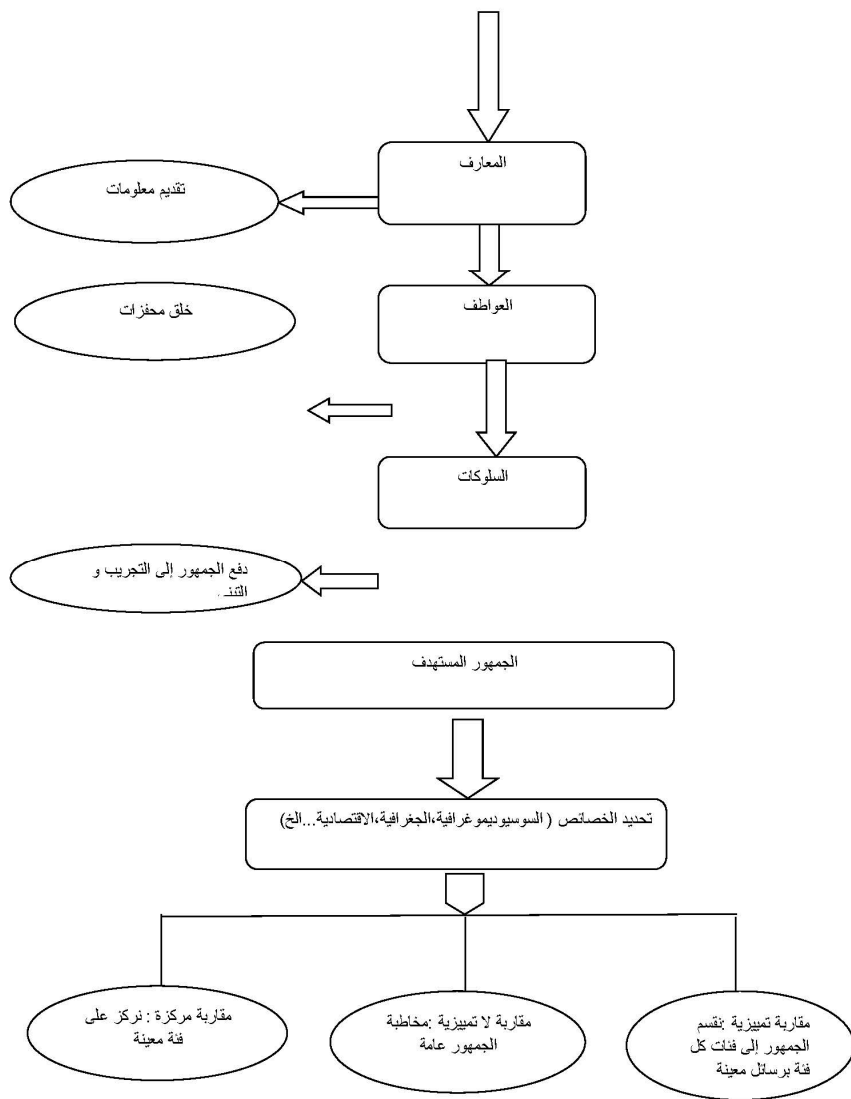 المعارف
تقديم معلومات
العواطف
خلق محفزات
السلوكات
دفع الجمهور إلى التجريب و
الجمهور المستهدف
تحديد الخصائص ( السوسيوديموغرافية،الجغرافية،الاقتصادية...الخ)
مقاربة تمييزية :نقسم
الجمهور إلى فئات كل
فئة برسائل معينة
مقاربة لا تمييزية :مخاطبة
الجمهور عامة
مقاربة مركزة : نركز على
فئة معينة